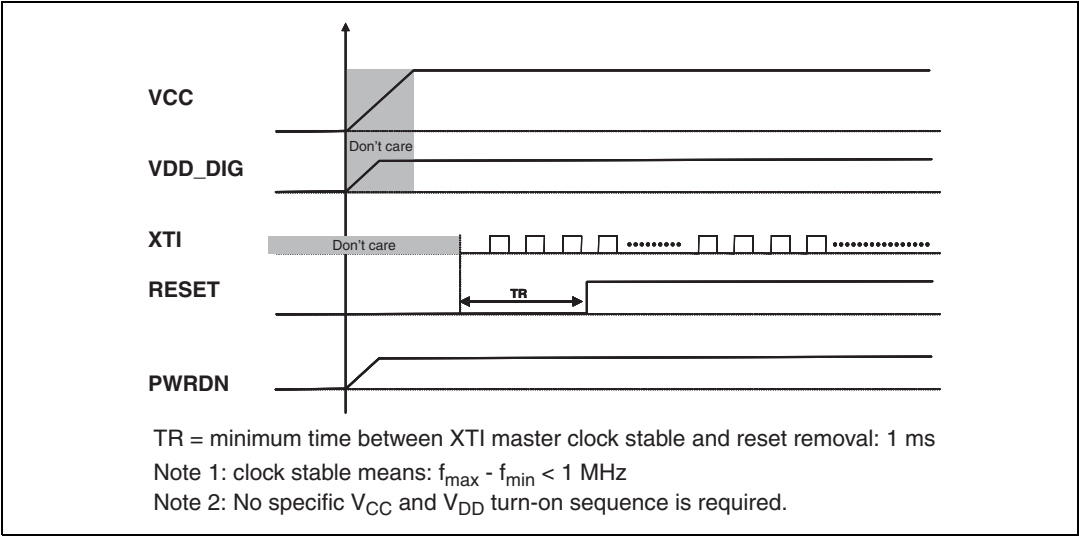 VCC
Don't care
VDD_DIG
XTI
Don't care
RESET
TR
PWRDN
TR = minimum time between XTI master clock stable and reset removal: 1 ms
Note 1: clock stable means: fmax - fmin < 1 MHz
Note 2: No specific VCC and VDD turn-on sequence is required.